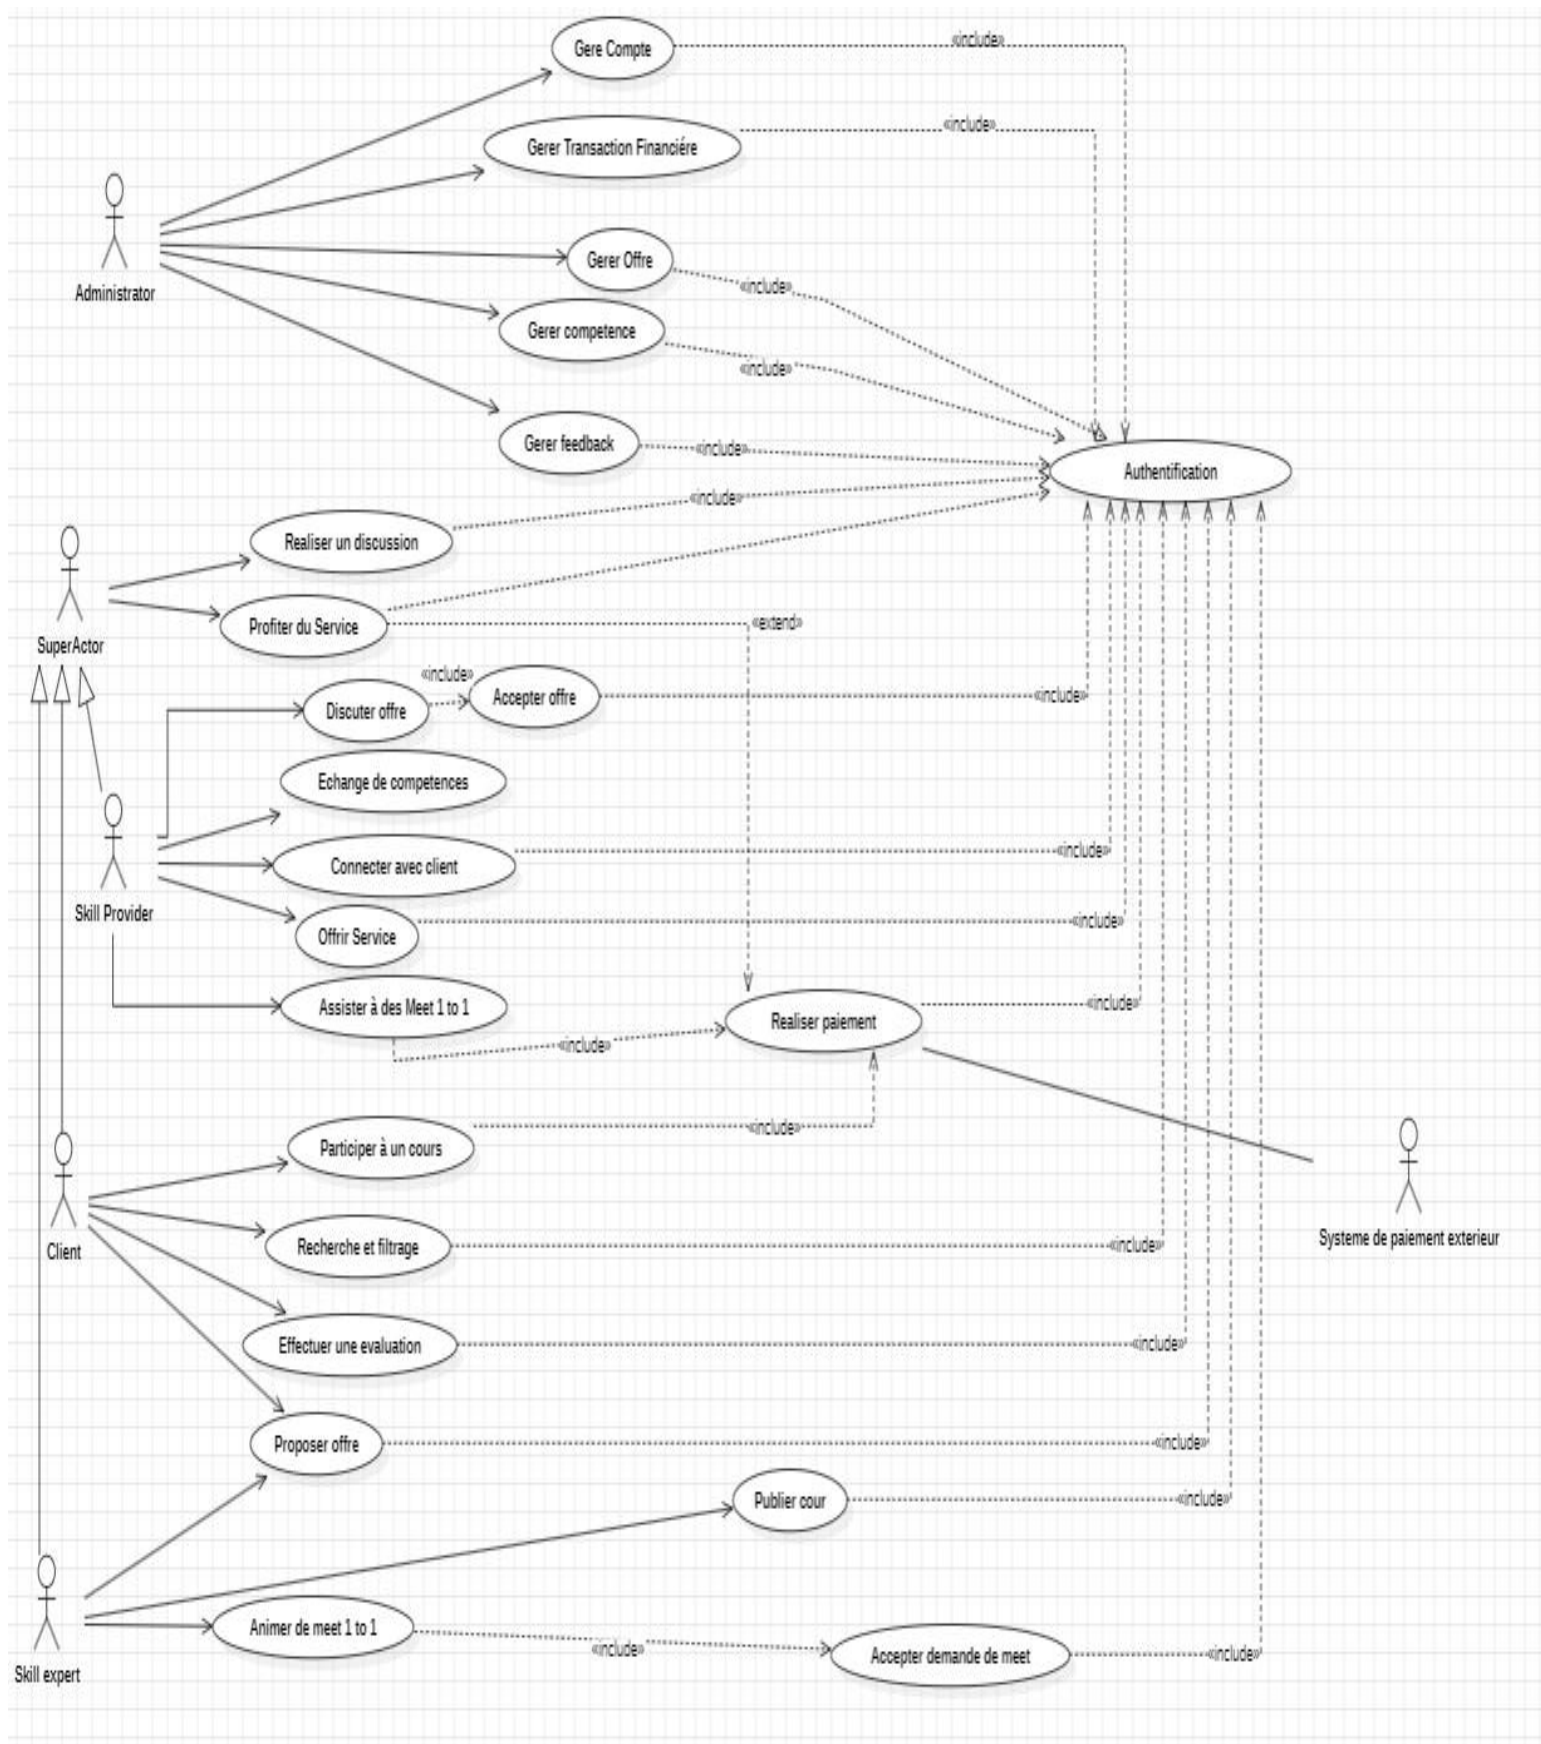 Gere Compte
«include»
«include»
Gerer Transaction Financiére
Administrator
Gerer Offre
«include»
Gerer competence
«include»
Gerer feedback
«include»
Authentification
«include»
Realiser un discussion
SuperActor
Profiter du Service
«extend»
«include»
Discuter offre
Accepter offre
«include»
Echange de competences
Connecter avec client
«include»
Skill Provider
Offrir Service
«include»
Assister à des Meet 1 to 1
Realiser paiement
«include»
«include»
Participer à un cours
«include»
Client
Recherche et filtrage
«include»
Systeme de paiement exterieur
Effectuer une evaluation
«include»
Proposer offre
«include»
Publier cour
«include»
Animer de meet 1 to 1
«include»
Accepter demande de meet
«include»
Skill expert